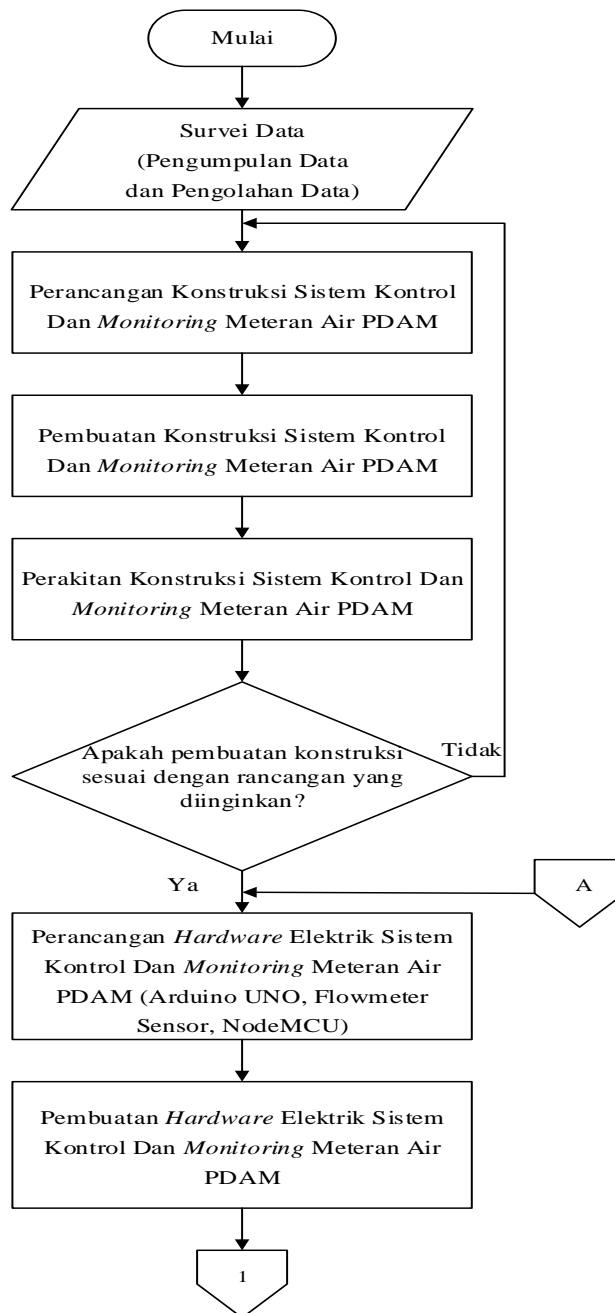 Mulai
Survei Data
(Pengumpulan Data
dan Pengolahan Data)
Perancangan Konstruksi Sistem Kontrol
Dan Monitoring Meteran Air PDAM
Pembuatan Konstruksi Sistem Kontrol
Dan Monitoring Meteran Air PDAM
Perakitan Konstruksi Sistem Kontrol Dan
Monitoring Meteran Air PDAM
Apakah pembuatan konstruksi
sesuai dengan rancangan yang
diinginkan?
Tidak
Ya
A
Perancangan Hardware Elektrik Sistem
Kontrol Dan Monitoring Meteran Air
PDAM (Arduino UNO, Flowmeter
Sensor, NodeMCU)
Pembuatan Hardware Elektrik Sistem
Kontrol Dan Monitoring Meteran Air
PDAM
1